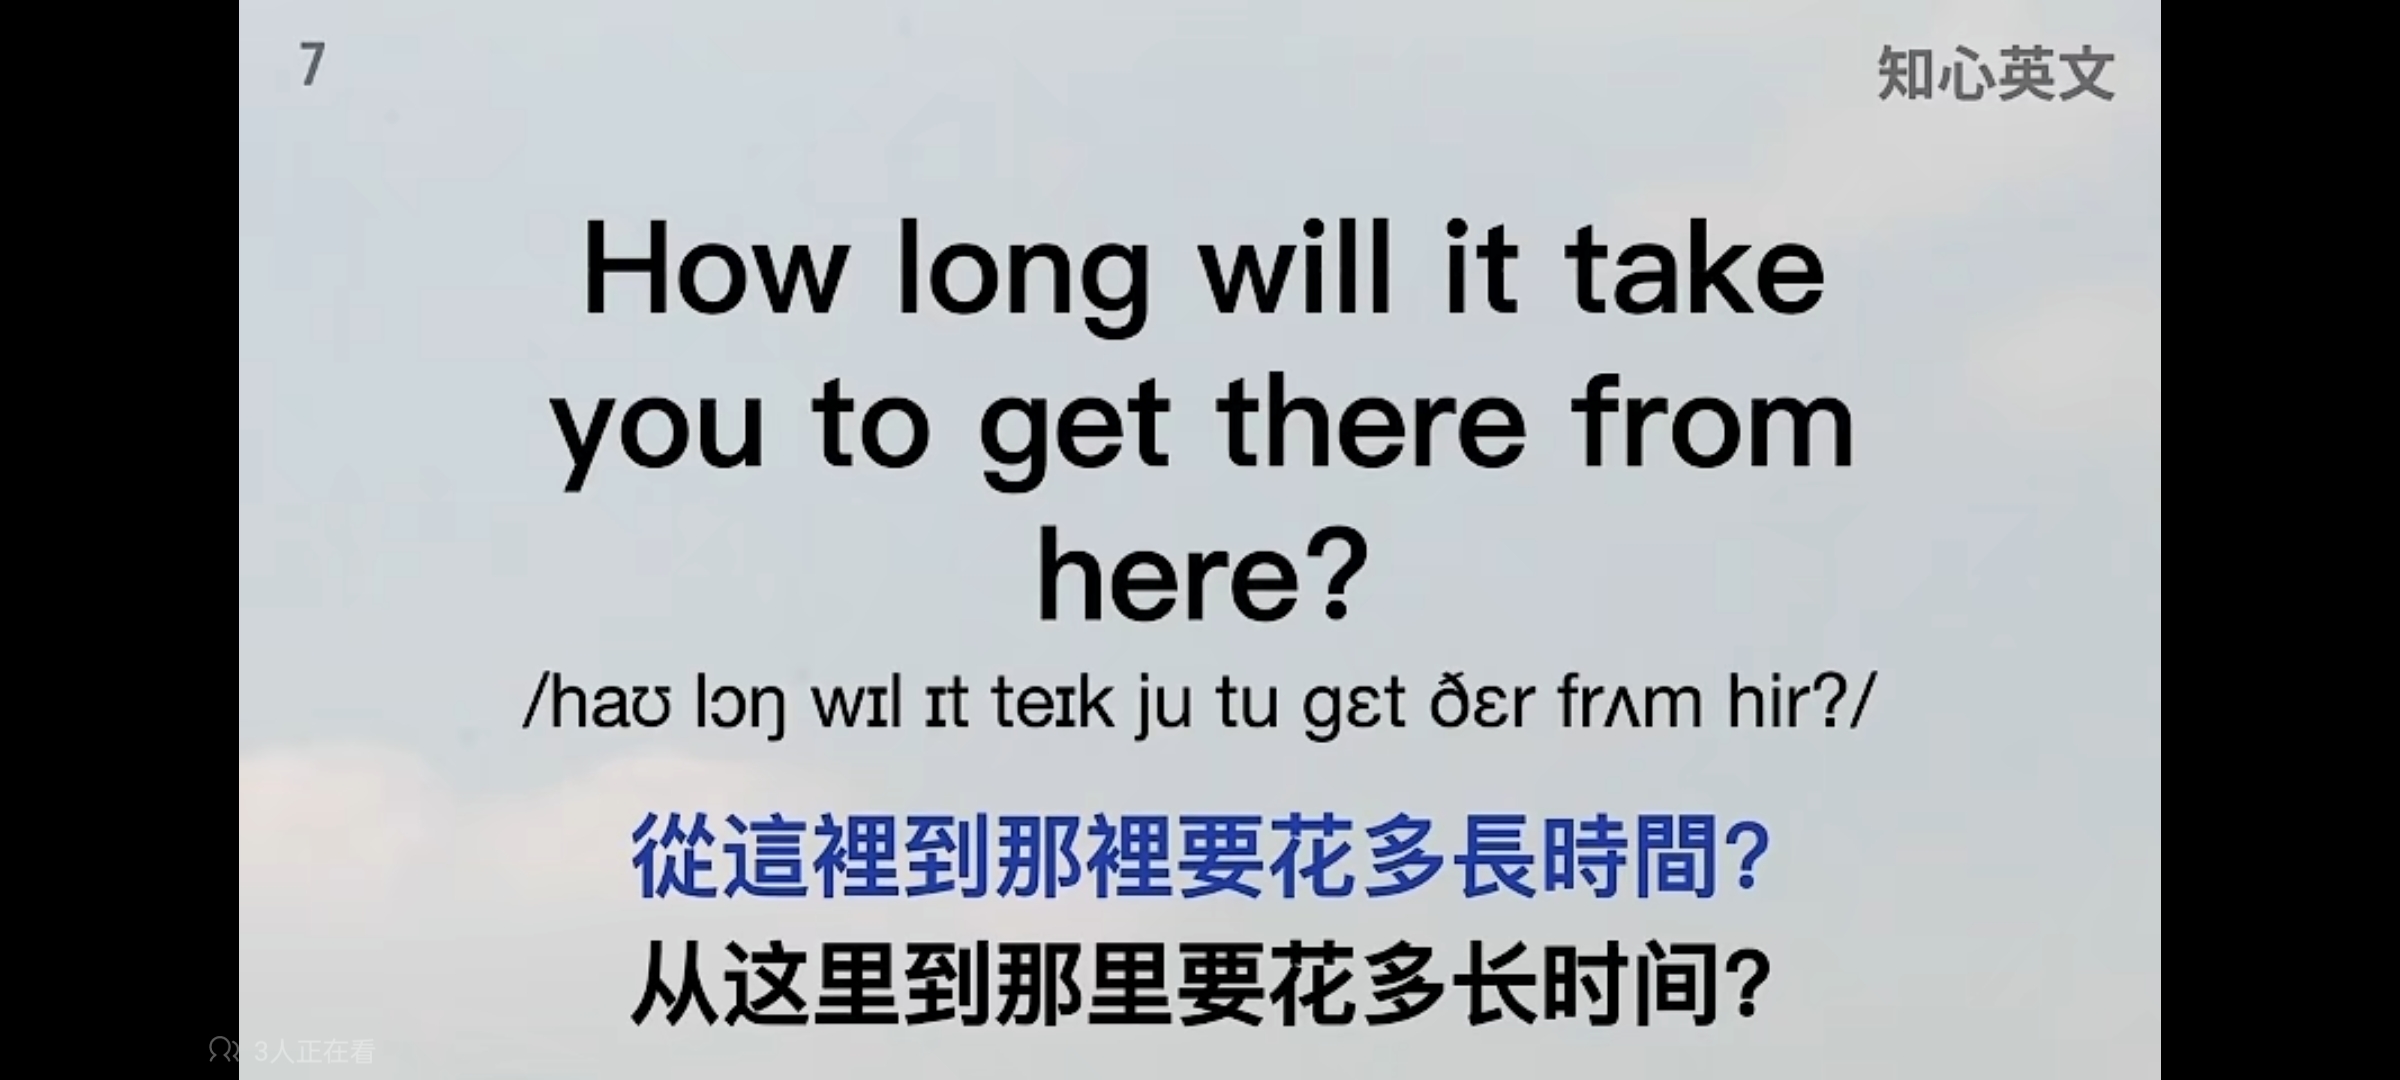 7
知心英文
How long will it take
you to get there from
here?
/haʊ lɔŋ wɪl ɪt teɪk ju tu gɛt ðɛr frʌm hir?/
從這裡到那裡要花多長時間?
从这里到那里要花多长时间?
3人正在看